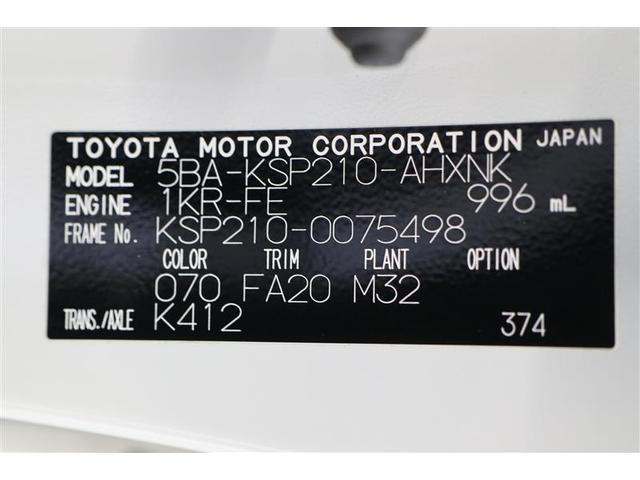 TOYOTA MOTOR CORPORATION JAPAN
MODEL 5BA-KSP210-AHXNK
ENGINE 1KR-FE 996 mL
FRAME No. KSP210-0075498
COLOR TRIM PLANT OPTION
070 FA20 M32
TRANS./AXLE K412 374